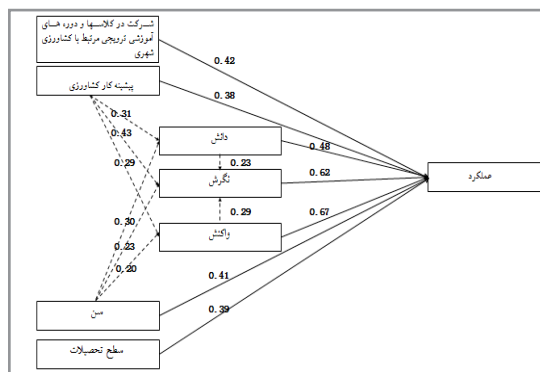 شرکت در کلاسها و دوره های
آموزشی ترویجی مرتبط با کشاورزی
شهری
0.42
پیشینه کار کشاورزی
0.38
0.31
0.43
دانش
0.48
0.29
0.23
نگرش
0.62
عملکرد
0.29
0.67
0.30
واکنش
0.23
0.20
0.41
سن
0.39
سطح تحصیلات